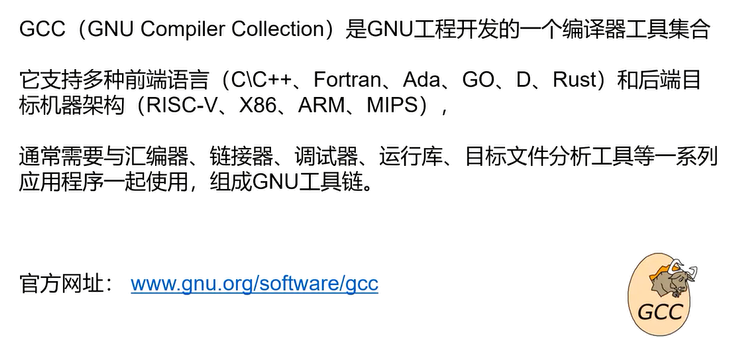 GCC（GNU Compiler Collection）是GNU工程开发的一个编译器工具集合
它支持多种前端语言（C\C++、Fortran、Ada、GO、D、Rust）和后端目
标机器架构（RISC-V、X86、ARM、MIPS），
通常需要与汇编器、链接器、调试器、运行库、目标文件分析工具等一系列
应用程序一起使用，组成GNU工具链。
官方网址： www.gnu.org/software/gcc
GCC